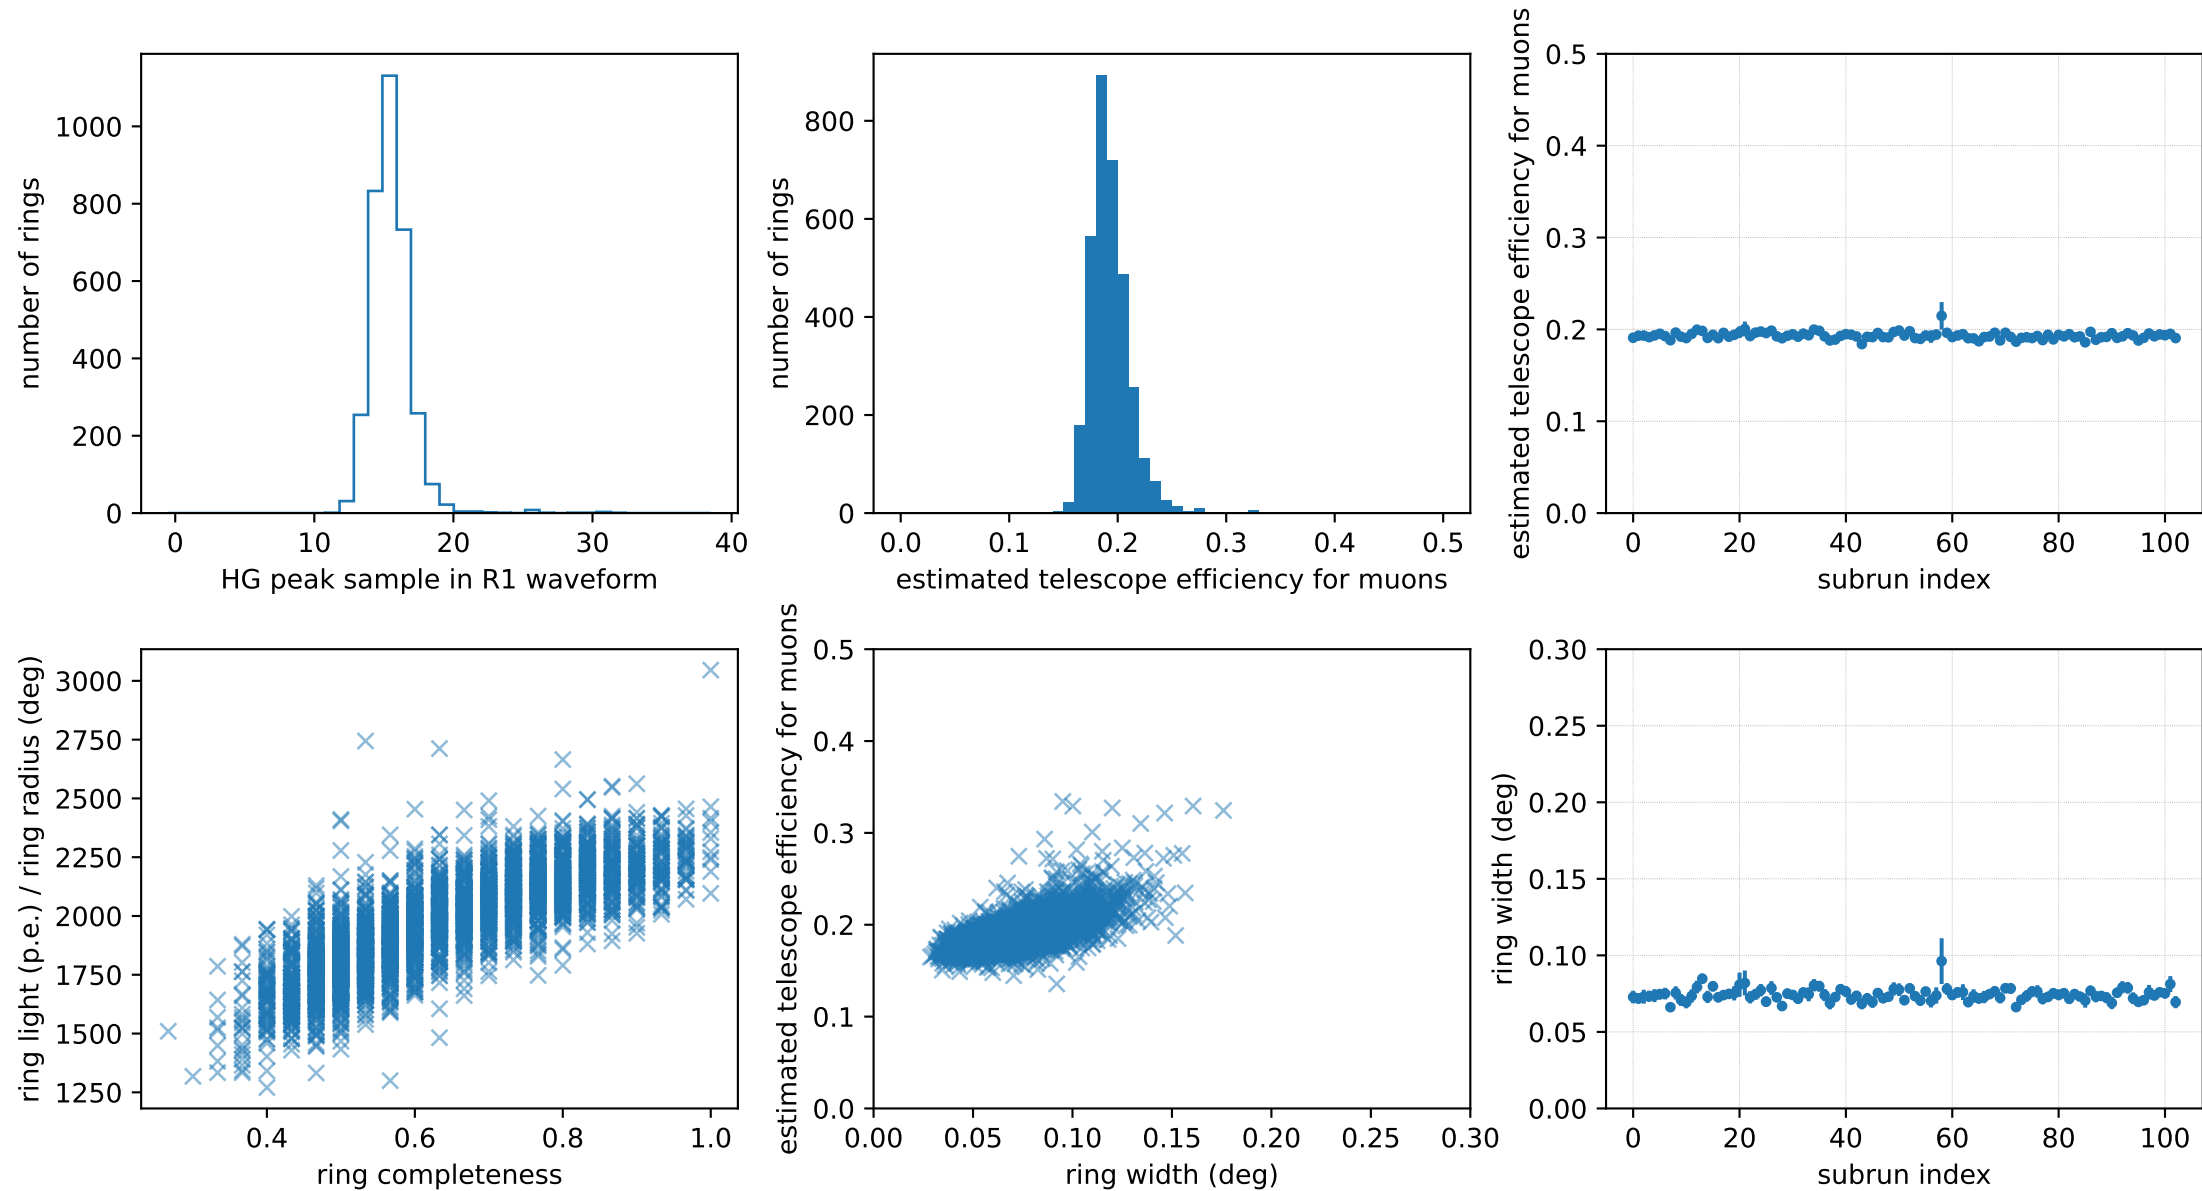 number of rings
1000
800
600
400
200
0
0 10 20 30 40
HG peak sample in R1 waveform
number of rings
800
600
400
200
0
0.0 0.1 0.2 0.3 0.4 0.5
estimated telescope efficiency for muons
estimated telescope efficiency for muons
0.5
0.4
0.3
0.2
0.1
0.0
0 20 40 60 80 100
subrun index
ring light (p.e.) / ring radius (deg)
3000
2750
2500
2250
2000
1750
1500
1250
0.4 0.6 0.8 1.0
ring completeness
estimated telescope efficiency for muons
0.5
0.4
0.3
0.2
0.1
0.0
0.00 0.05 0.10 0.15 0.20 0.25 0.30
ring width (deg)
ring width (deg)
0.30
0.25
0.20
0.15
0.10
0.05
0.00
0 20 40 60 80 100
subrun index